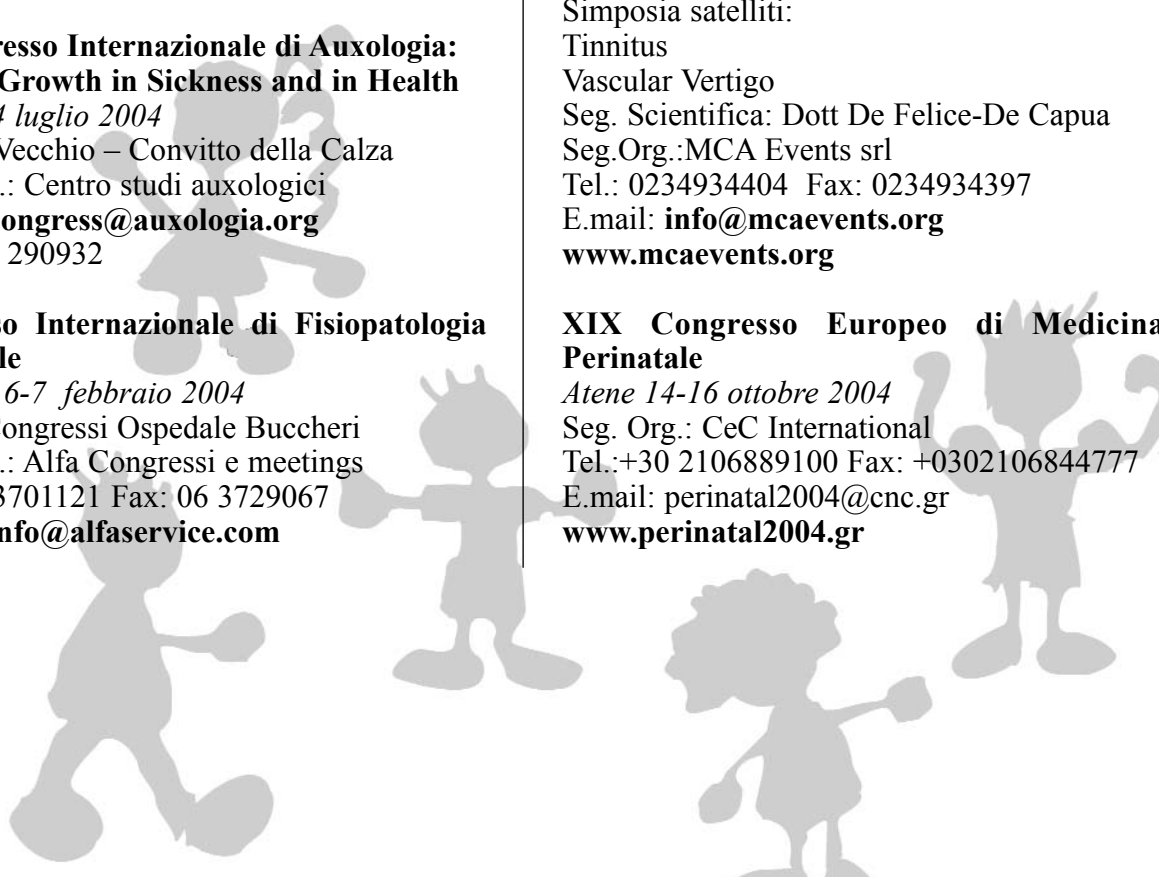 resso Internazionale di Auxologia:
Growth in Sickness and in Health
4 luglio 2004
Vecchio – Convitto della Calza
.: Centro studi auxologici
ongress@auxologia.org
290932
so Internazionale di Fisiopatologia
le
6-7 febbraio 2004
Congressi Ospedale Buccheri
.: Alfa Congressi e meetings
3701121 Fax: 06 3729067
nfo@alfaservice.com
Simposia satelliti:
Tinnitus
Vascular Vertigo
Seg. Scientifica: Dott De Felice-De Capua
Seg.Org.:MCA Events srl
Tel.: 0234934404 Fax: 0234934397
E.mail: info@mcaevents.org
www.mcaevents.org
XIX Congresso Europeo di Medicina
Perinatale
Atene 14-16 ottobre 2004
Seg. Org.: CeC International
Tel.:+30 2106889100 Fax: +0302106844777
E.mail: perinatal2004@cnc.gr
www.perinatal2004.gr